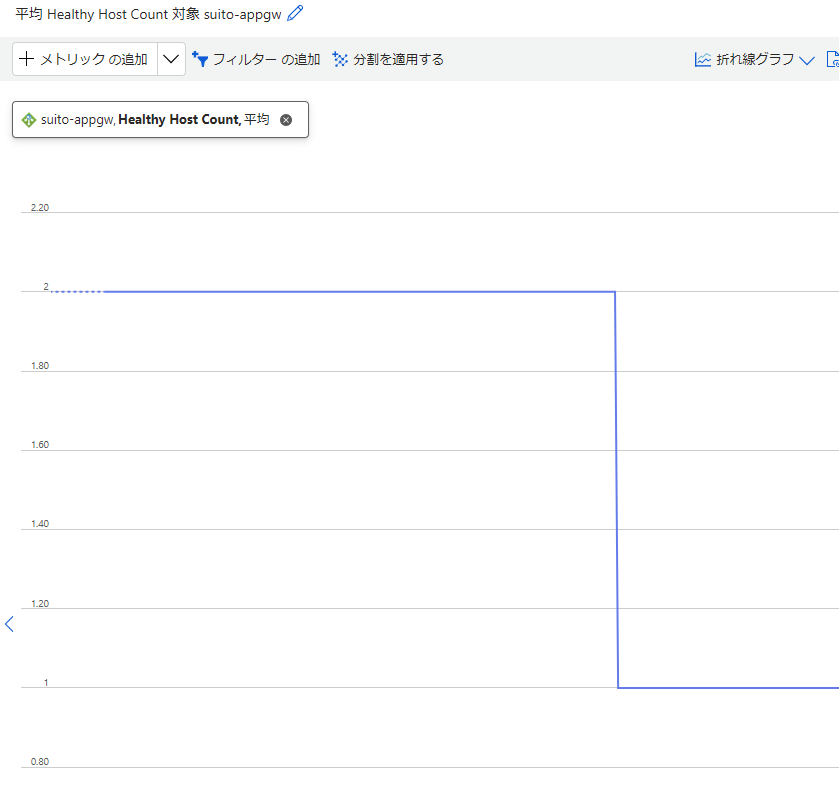 平均 Healthy Host Count 対象 suito-appgw
メトリック の追加 フィルター の追加 分割を適用する 折れ線グラフ
suito-appgw, Healthy Host Count, 平均
2.20
2
1.80
1.60
1.40
1.20
1
0.80